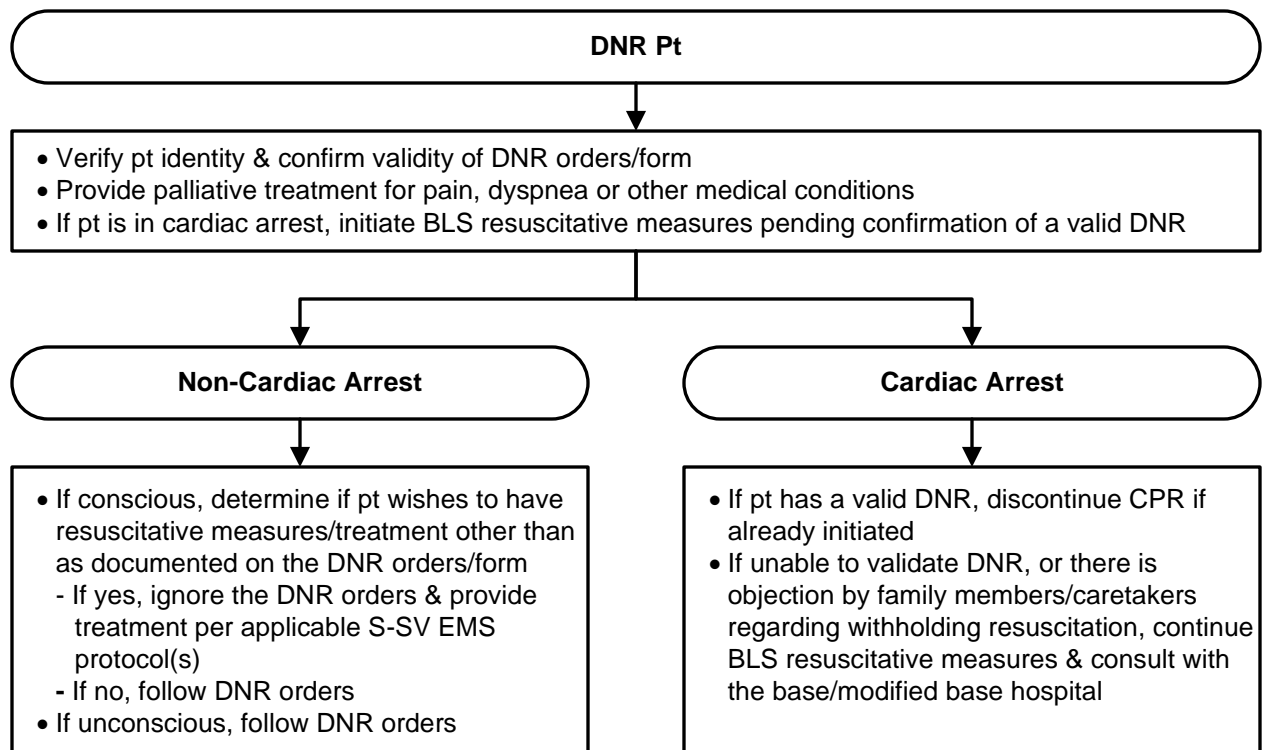 DNR Pt
• Verify pt identity & confirm validity of DNR orders/form
• Provide palliative treatment for pain, dyspnea or other medical conditions
• If pt is in cardiac arrest, initiate BLS resuscitative measures pending confirmation of a valid DNR
Non-Cardiac Arrest
• If conscious, determine if pt wishes to have
resuscitative measures/treatment other than
as documented on the DNR orders/form
- If yes, ignore the DNR orders & provide
treatment per applicable S-SV EMS
protocol(s)
- If no, follow DNR orders
• If unconscious, follow DNR orders
Cardiac Arrest
• If pt has a valid DNR, discontinue CPR if
already initiated
• If unable to validate DNR, or there is
objection by family members/caretakers
regarding withholding resuscitation, continue
BLS resuscitative measures & consult with
the base/modified base hospital